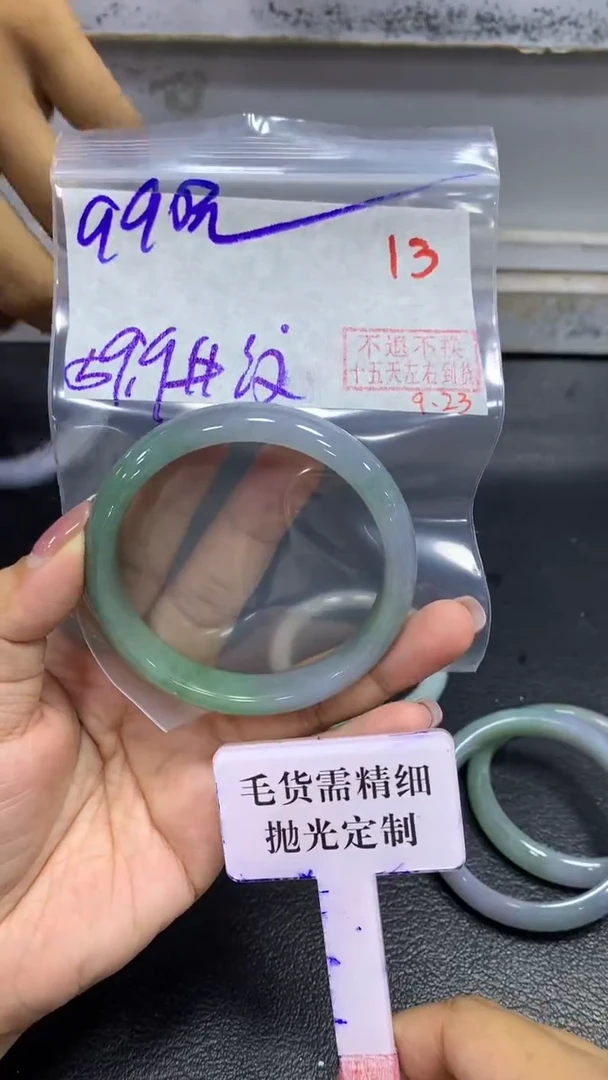 99元
13
59.9# 纹
不退不换
十五天左右到货
9.23
毛货需精细
抛光定制